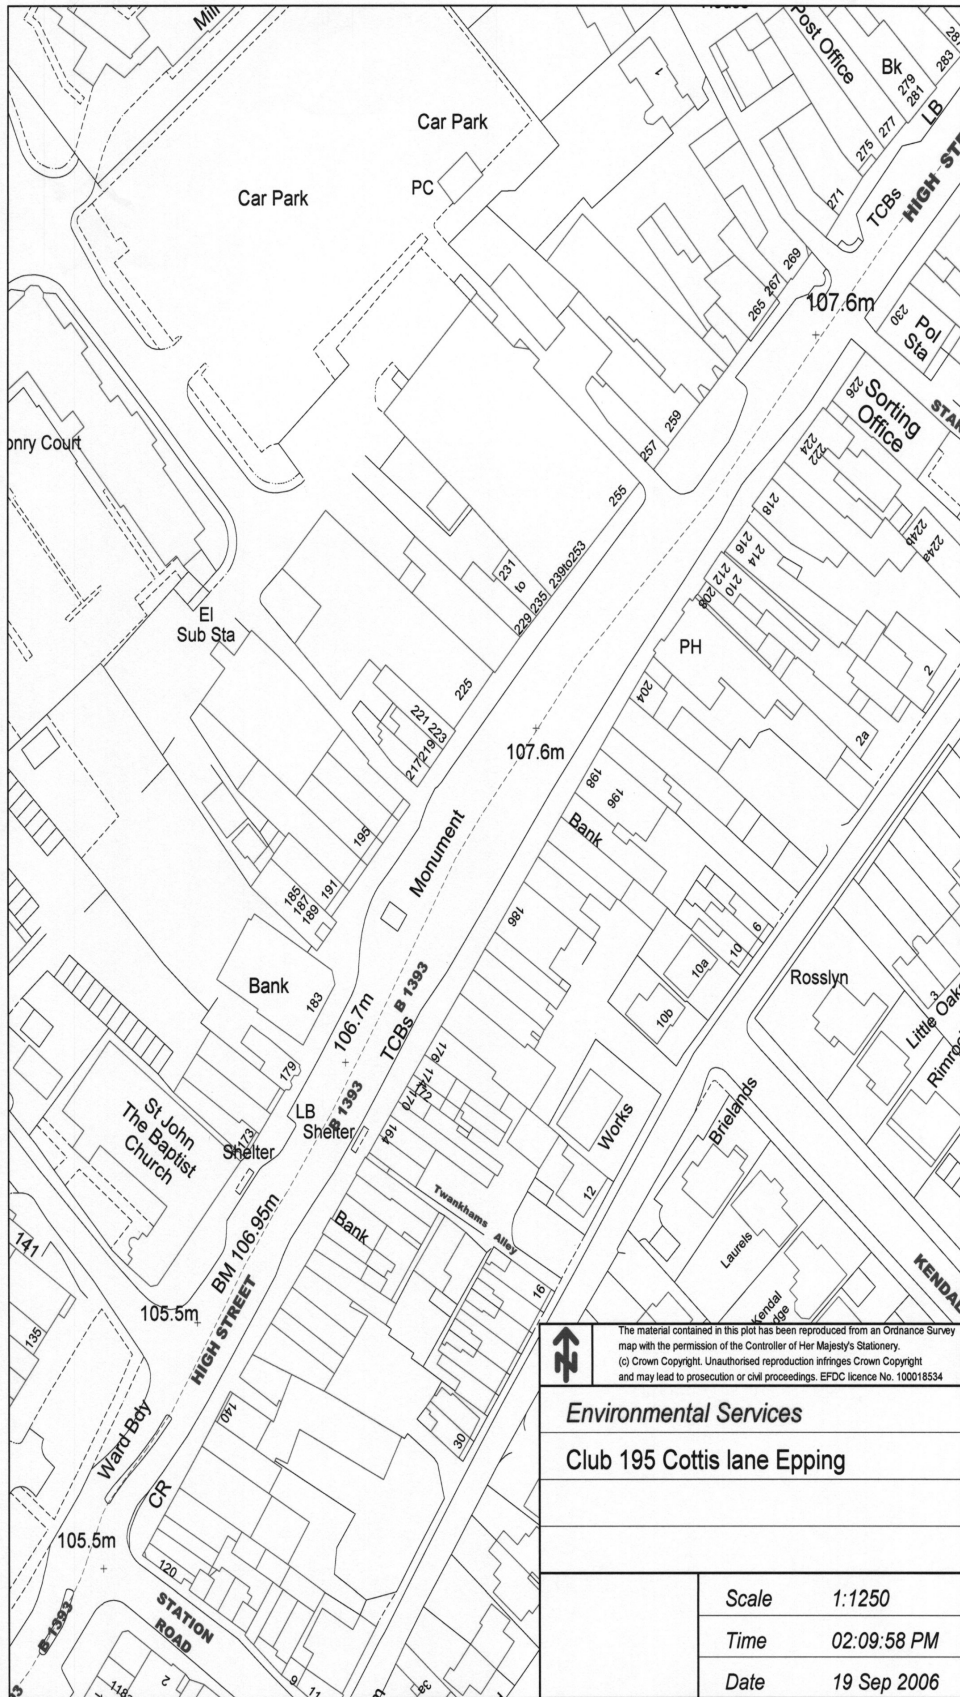 Mill
Post Office
Bk
287
283
279
281
LB
277
275
271
TCBs
HIGH ST
Car Park
Car Park
PC
1
269
267
265
107.6m
230
Pol
Sta
226
Sorting
Office
STA
onry Court
259
257
255
224
222
218
216
214
212
210
208
224b
224a
239to253
231
to
235
229
El
Sub Sta
PH
204
2
2a
225
221
223
219
217
107.6m
198
196
Bank
195
Monument
191
185
187
189
186
6
10
10a
10b
Rosslyn
3
Little Oaks
Bank
183
B 1393
106.7m
TCBs
176
174
172
170
164
179
173
St John
The Baptist
Church
LB
Shelter
Shelter
B 1393
Works
12
Brielands
Laurels
Twankhams
Alley
Bank
BM 106.95m
141
135
105.5m
HIGH STREET
16
30
KENDAL
Kendal
140
Ward Bdy
CR
105.5m
120
STATION
ROAD
B 1393
118
2
9
11
3a
N
The material contained in this plot has been reproduced from an Ordnance Survey
map with the permission of the Controller of Her Majesty's Stationery.
(c) Crown Copyright. Unauthorised reproduction infringes Crown Copyright
and may lead to prosecution or civil proceedings. EFDC licence No. 100018534
Environmental Services
Club 195 Cottis lane Epping
Scale 1:1250
Time 02:09:58 PM
Date 19 Sep 2006